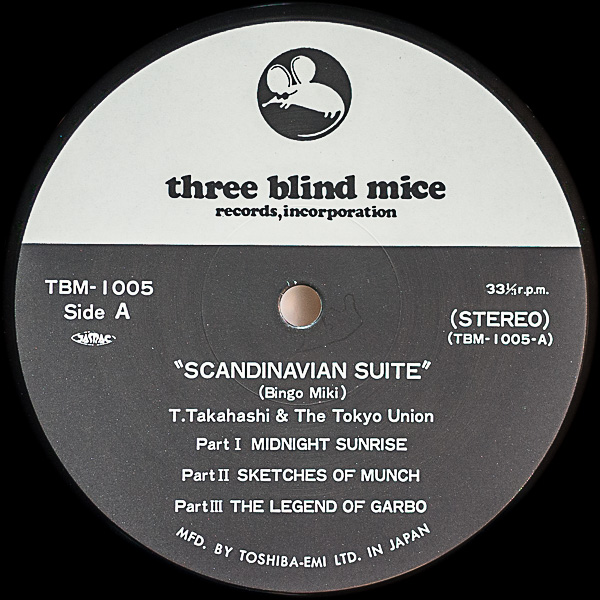 three blind mice
records, incorporation
TBM-1005
Side A
33⅓ r.p.m.
(STEREO)
(TBM-1005-A)
"SCANDINAVIAN SUITE"
(Bingo Miki)
T.Takahashi & The Tokyo Union
Part I MIDNIGHT SUNRISE
Part II SKETCHES OF MUNCH
Part III THE LEGEND OF GARBO
MFD. BY TOSHIBA-EMI LTD. IN JAPAN